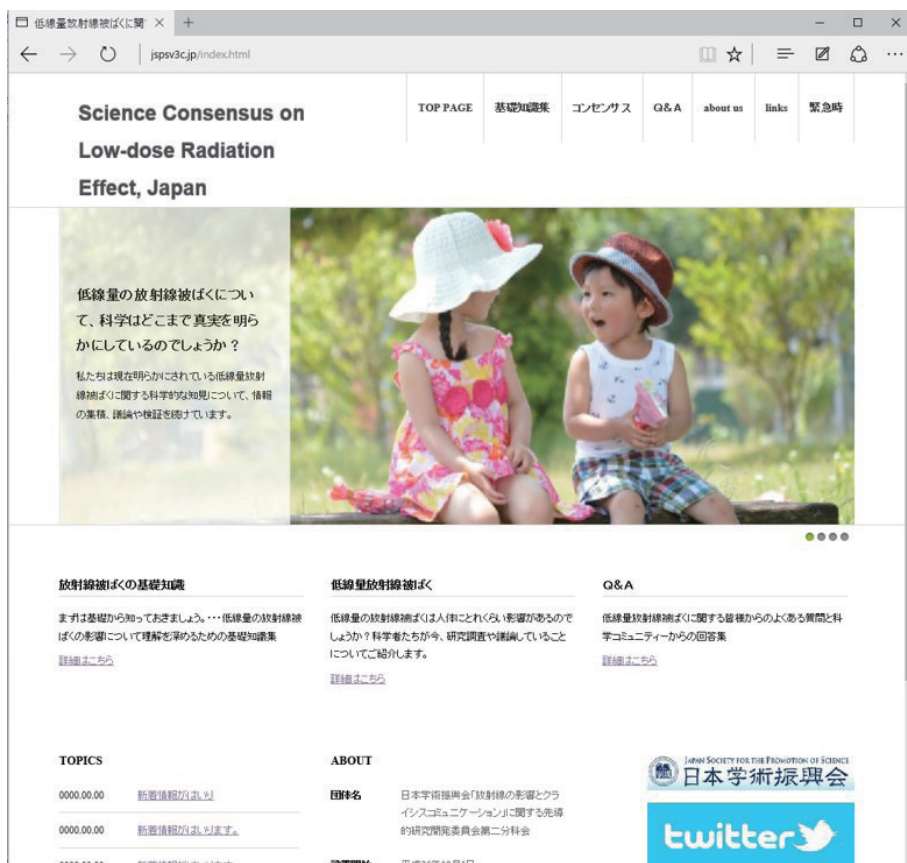 低線量放射線被ばくに関
jspsv3c.jp/index.html
Science Consensus on
Low-dose Radiation
Effect, Japan
TOP PAGE 基礎知識集 コンセンサス Q&A about us links 緊急時
低線量の放射線被ばくについ
て、科学はどこまで真実を明ら
かにしているのでしょうか？
私たちは現在明らかにされている低線量放射
線被ばくに関する科学的な知見について、情報
の集積、議論や検証を続けています。
放射線被ばくの基礎知識
まずは基礎から知っておきましょう。・・・低線量の放射線被
ばくの影響について理解を深めるための基礎知識集
詳細はこちら
低線量放射線被ばく
低線量の放射線被ばくは人体にどれくらい影響があるので
しょうか？科学者たちが今、研究調査や議論していること
についてご紹介します。
詳細はこちら
Q&A
低線量放射線被ばくに関する皆様からのよくある質問と科
学コミュニティーからの回答集
詳細はこちら
TOPICS
0000.00.00 新着情報がはいり
0000.00.00 新着情報がはいります。
ABOUT
団体名 日本学術振興会「放射線の影響とクラ
イシスコミュニケーション」に関する先導
的研究開発委員会第二分科会
JAPAN SOCIETY FOR THE PROMOTION OF SCIENCE
日本学術振興会
twitter